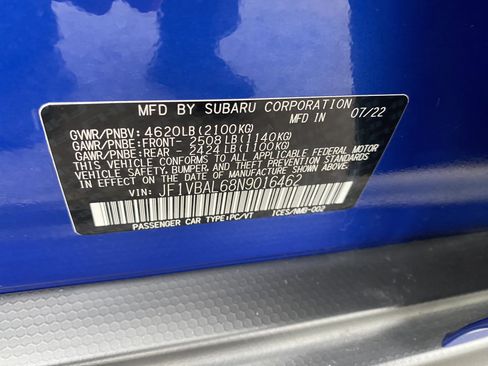 MFD BY SUBARU CORPORATION
MFD IN 07/22
GVWR/PNBV: 4620LB(2100KG)
GAWR/PNBE:FRONT- 2508LB(1140KG)
GAWR/PNBE:REAR - 2424LB(1100KG)
THIS VEHICLE CONFORMS TO ALL APPLICABLE FEDERAL
MOTOR VEHICLE SAFETY, BUMPER, AND THEFT PREVENTION STANDARDS
IN EFFECT ON THE DATE OF MANUFACTURE SHOWN ABOVE.
VIN: JF1VBAL68N9016462
PASSENGER CAR TYPE:PC/VT ICES/NMB-002